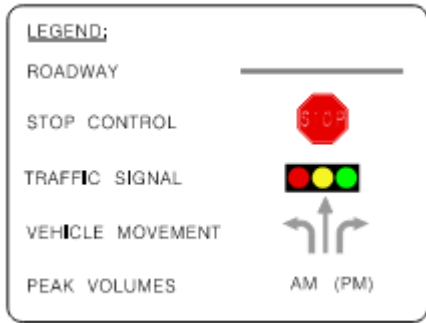 LEGEND;
ROADWAY
STOP CONTROL
STOP
TRAFFIC SIGNAL
VEHICLE MOVEMENT
PEAK VOLUMES AM (PM)